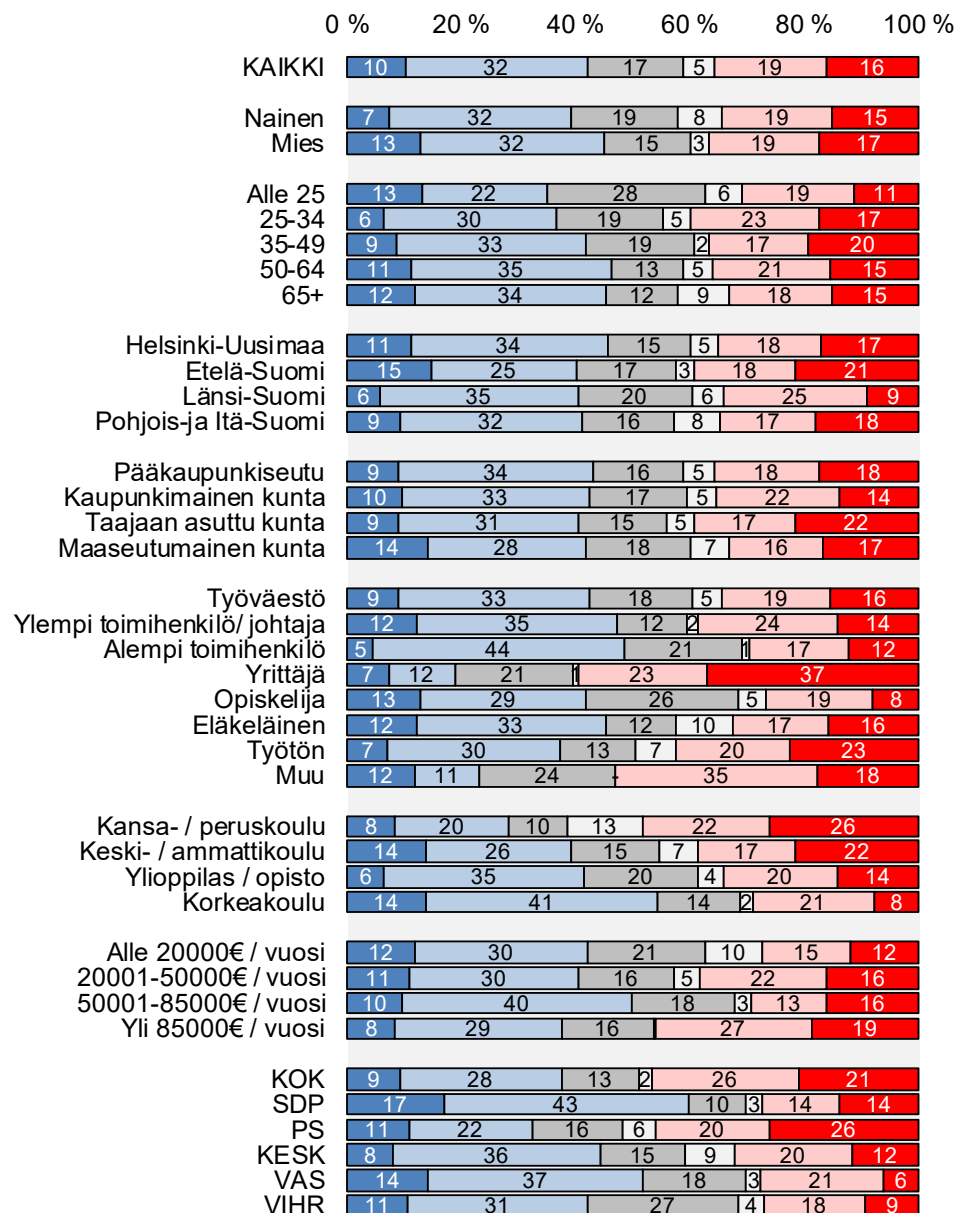 0 % 20 % 40 % 60 % 80 % 100 %
KAIKKI 10 32 17 5 19 16
Nainen 7 32 19 8 19 15
Mies 13 32 15 3 19 17
Alle 25 13 22 28 6 19 11
25-34 6 30 19 5 23 17
35-49 9 33 19 2 17 20
50-64 11 35 13 5 21 15
65+ 12 34 12 9 18 15
Helsinki-Uusimaa 11 34 15 5 18 17
Etelä-Suomi 15 25 17 3 18 21
Länsi-Suomi 6 35 20 6 25 9
Pohjois-ja Itä-Suomi 9 32 16 8 17 18
Pääkaupunkiseutu 9 34 16 5 18 18
Kaupunkimainen kunta 10 33 17 5 22 14
Taajaan asuttu kunta 9 31 15 5 17 22
Maaseutumainen kunta 14 28 18 7 16 17
Työväestö 9 33 18 5 19 16
Ylempi toimihenkilö/ johtaja 12 35 12 2 24 14
Alempi toimihenkilö 5 44 21 1 17 12
Yrittäjä 7 12 21 1 23 37
Opiskelija 13 29 26 5 19 8
Eläkeläinen 12 33 12 10 17 16
Työtön 7 30 13 7 20 23
Muu 12 11 24 - 35 18
Kansa- / peruskoulu 8 20 10 13 22 26
Keski- / ammattikoulu 14 26 15 7 17 22
Ylioppilas / opisto 6 35 20 4 20 14
Korkeakoulu 14 41 14 2 21 8
Alle 20000€ / vuosi 12 30 21 10 15 12
20001-50000€ / vuosi 11 30 16 5 22 16
50001-85000€ / vuosi 10 40 18 3 13 16
Yli 85000€ / vuosi 8 29 16 27 19
KOK 9 28 13 2 26 21
SDP 17 43 10 3 14 14
PS 11 22 16 6 20 26
KESK 8 36 15 9 20 12
VAS 14 37 18 3 21 6
VIHR 11 31 27 4 18 9